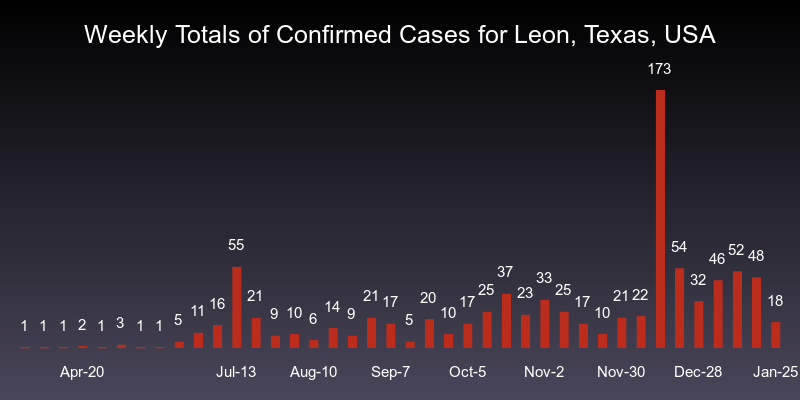 Weekly Totals of Confirmed Cases for Leon, Texas, USA
1 1 1 2 1 3 1 1 5 11 16 55 21 9 10 6 14 9 21 17 5 20 10 17 25 37 23 33 25 17 10 21 22 173 54 32 46 52 48 18
Apr-20 Jul-13 Aug-10 Sep-7 Oct-5 Nov-2 Nov-30 Dec-28 Jan-25